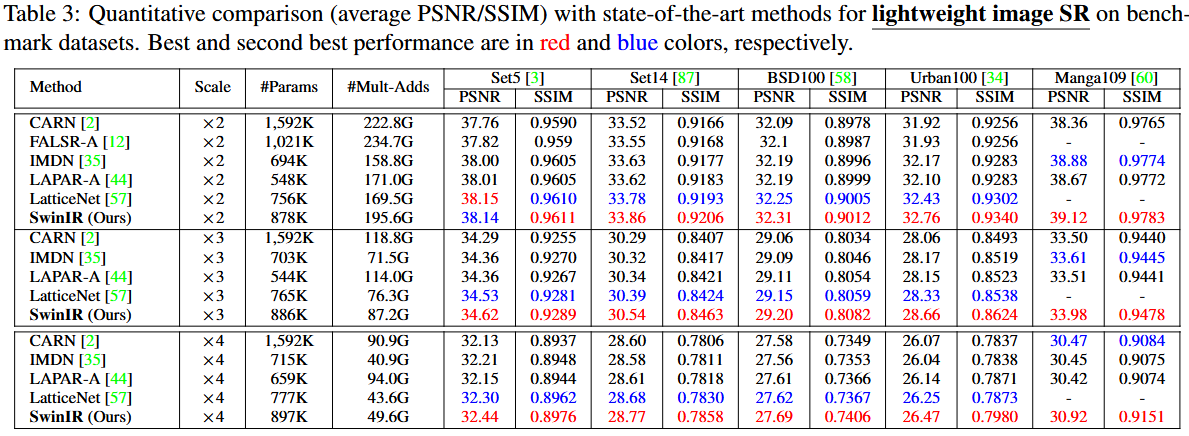 Table 3: Quantitative comparison (average PSNR/SSIM) with state-of-the-art methods for lightweight image SR on bench-
mark datasets. Best and second best performance are in red and blue colors, respectively.
Method Scale #Params #Mult-Adds Set5 [3] Set14 [87] BSD100 [58] Urban100 [34] Manga109 [60]
PSNR SSIM PSNR SSIM PSNR SSIM PSNR SSIM PSNR SSIM
CARN [2] ×2 1,592K 222.8G 37.76 0.9590 33.52 0.9166 32.09 0.8978 31.92 0.9256 38.36 0.9765
FALSR-A [12] ×2 1,021K 234.7G 37.82 0.959 33.55 0.9168 32.1 0.8987 31.93 0.9256 - -
IMDN [35] ×2 694K 158.8G 38.00 0.9605 33.63 0.9177 32.19 0.8996 32.17 0.9283 38.88 0.9774
LAPAR-A [44] ×2 548K 171.0G 38.01 0.9605 33.62 0.9183 32.19 0.8999 32.10 0.9283 38.67 0.9772
LatticeNet [57] ×2 756K 169.5G 38.15 0.9610 33.78 0.9193 32.25 0.9005 32.43 0.9302 - -
SwinIR (Ours) ×2 878K 195.6G 38.14 0.9611 33.86 0.9206 32.31 0.9012 32.76 0.9340 39.12 0.9783
CARN [2] ×3 1,592K 118.8G 34.29 0.9255 30.29 0.8407 29.06 0.8034 28.06 0.8493 33.50 0.9440
IMDN [35] ×3 703K 71.5G 34.36 0.9270 30.32 0.8417 29.09 0.8046 28.17 0.8519 33.61 0.9445
LAPAR-A [44] ×3 544K 114.0G 34.36 0.9267 30.34 0.8421 29.11 0.8054 28.15 0.8523 33.51 0.9441
LatticeNet [57] ×3 765K 76.3G 34.53 0.9281 30.39 0.8424 29.15 0.8059 28.33 0.8538 - -
SwinIR (Ours) ×3 886K 87.2G 34.62 0.9289 30.54 0.8463 29.20 0.8082 28.66 0.8624 33.98 0.9478
CARN [2] ×4 1,592K 90.9G 32.13 0.8937 28.60 0.7806 27.58 0.7349 26.07 0.7837 30.47 0.9084
IMDN [35] ×4 715K 40.9G 32.21 0.8948 28.58 0.7811 27.56 0.7353 26.04 0.7838 30.45 0.9075
LAPAR-A [44] ×4 659K 94.0G 32.15 0.8944 28.61 0.7818 27.61 0.7366 26.14 0.7871 30.42 0.9074
LatticeNet [57] ×4 777K 43.6G 32.30 0.8962 28.68 0.7830 27.62 0.7367 26.25 0.7873 - -
SwinIR (Ours) ×4 897K 49.6G 32.44 0.8976 28.77 0.7858 27.69 0.7406 26.47 0.7980 30.92 0.9151